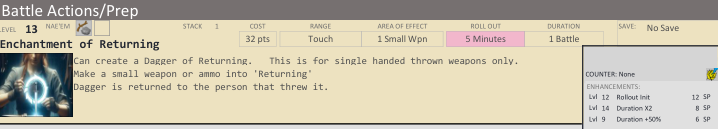 Battle Actions/Prep
LEVEL 13 NAE'EM STACK 1 COST RANGE AREA OF EFFECT ROLL OUT DURATION SAVE: No Save
32 pts Touch 1 Small Wpn 5 Minutes 1 Battle
Enchantment of Returning
Can create a Dagger of Returning. This is for single handed thrown weapons only.
Make a small weapon or ammo into 'Returning'
Dagger is returned to the person that threw it.
COUNTER: None
ENHANCEMENTS:
Lvl 12 Rollout Init 12 SP
Lvl 14 Duration X2 8 SP
Lvl 9 Duration +50% 6 SP